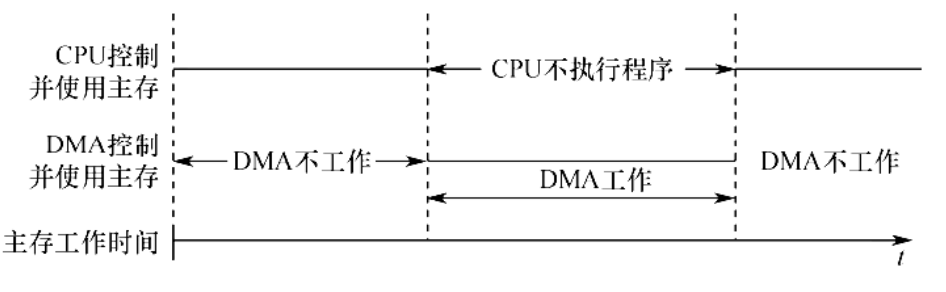 CPU控制
并使用主存
CPU不执行程序
DMA控制
并使用主存
DMA不工作
DMA工作
DMA不工作
主存工作时间
t